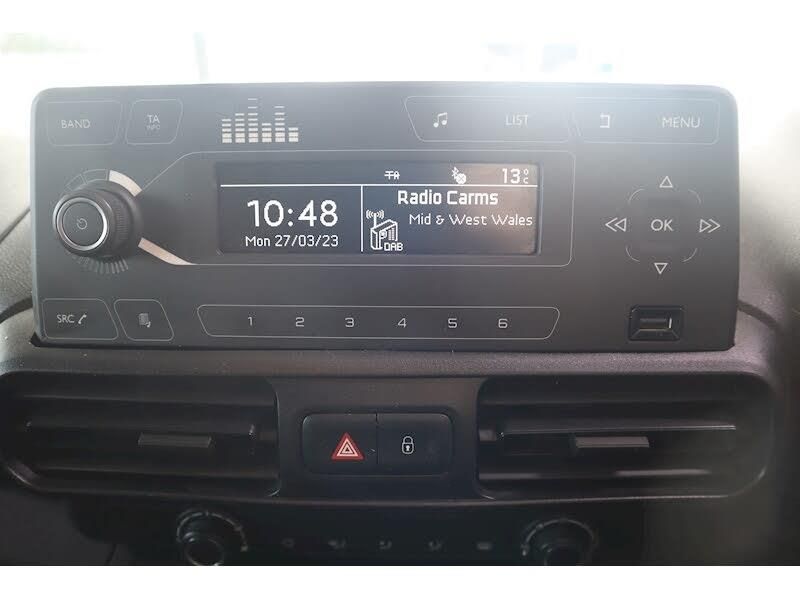 BAND
TA
INFO
LIST
MENU
TA
13°C
10:48
Mon 27/03/23
Radio Carms
Mid & West Wales
DAB
OK
SRC
1 2 3 4 5 6